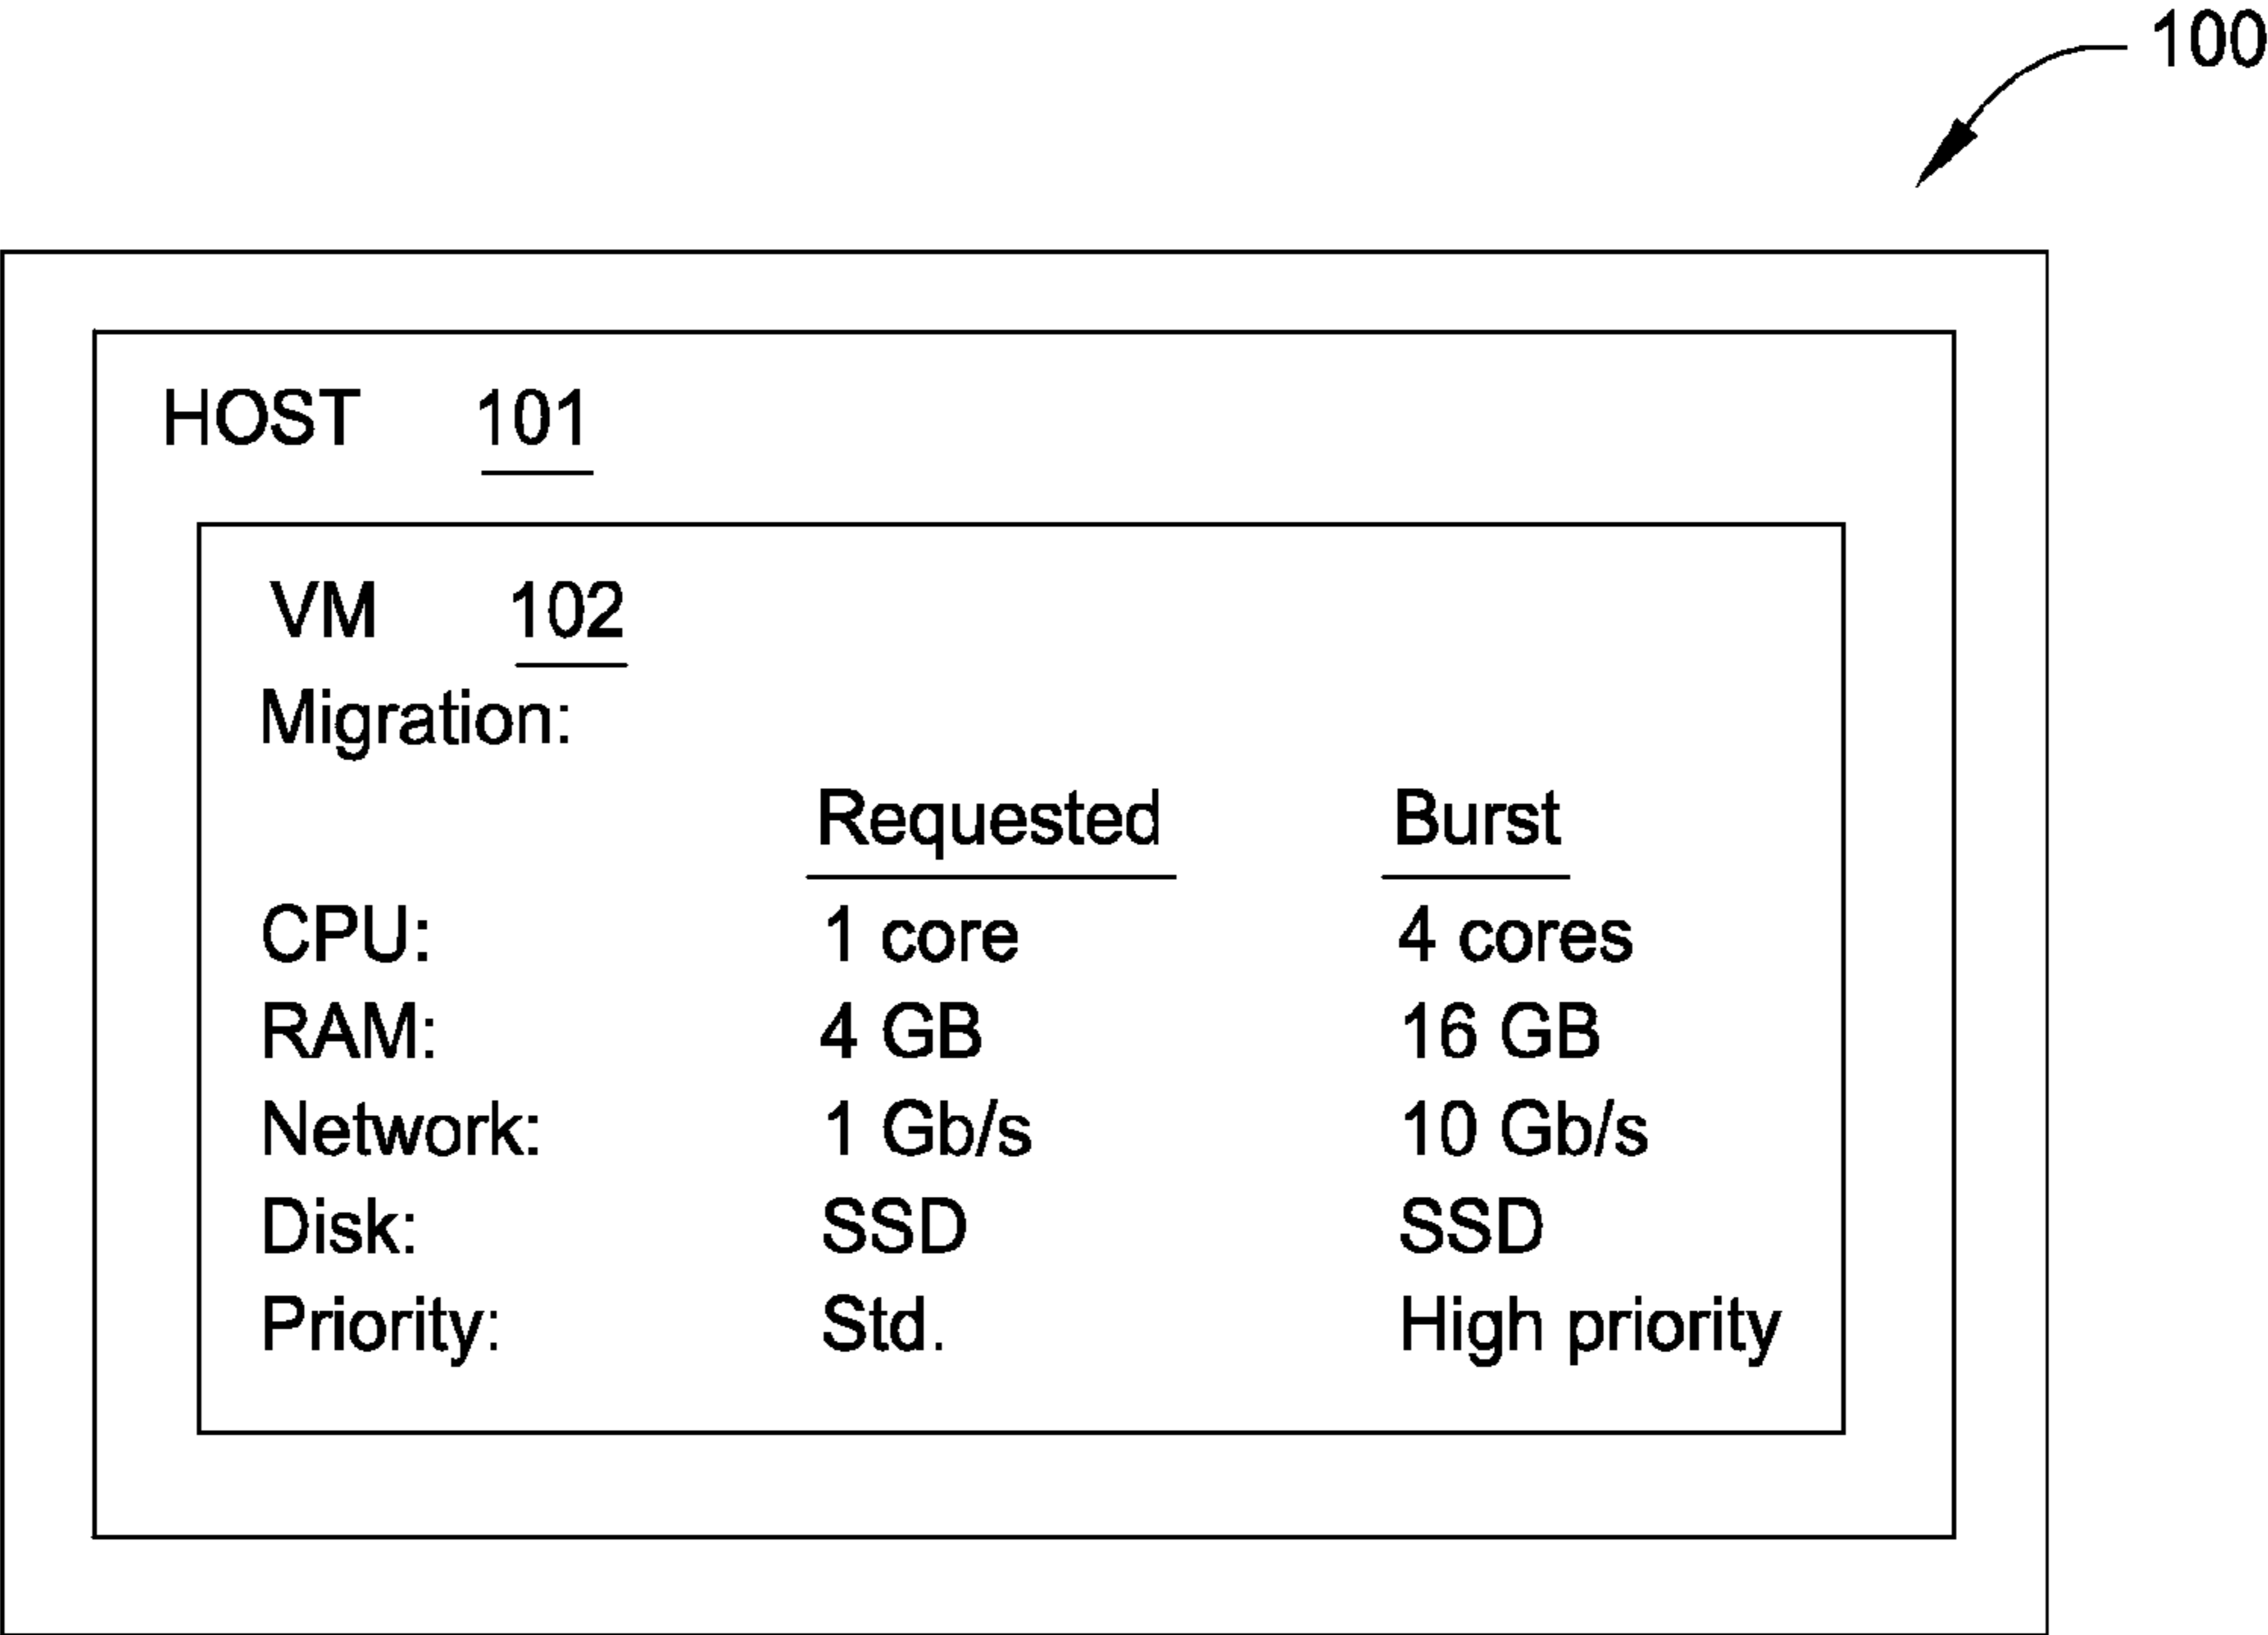 100
HOST 101
VM 102
Migration:
Requested Burst
CPU: 1 core 4 cores
RAM: 4 GB 16 GB
Network: 1 Gb/s 10 Gb/s
Disk: SSD SSD
Priority: Std. High priority